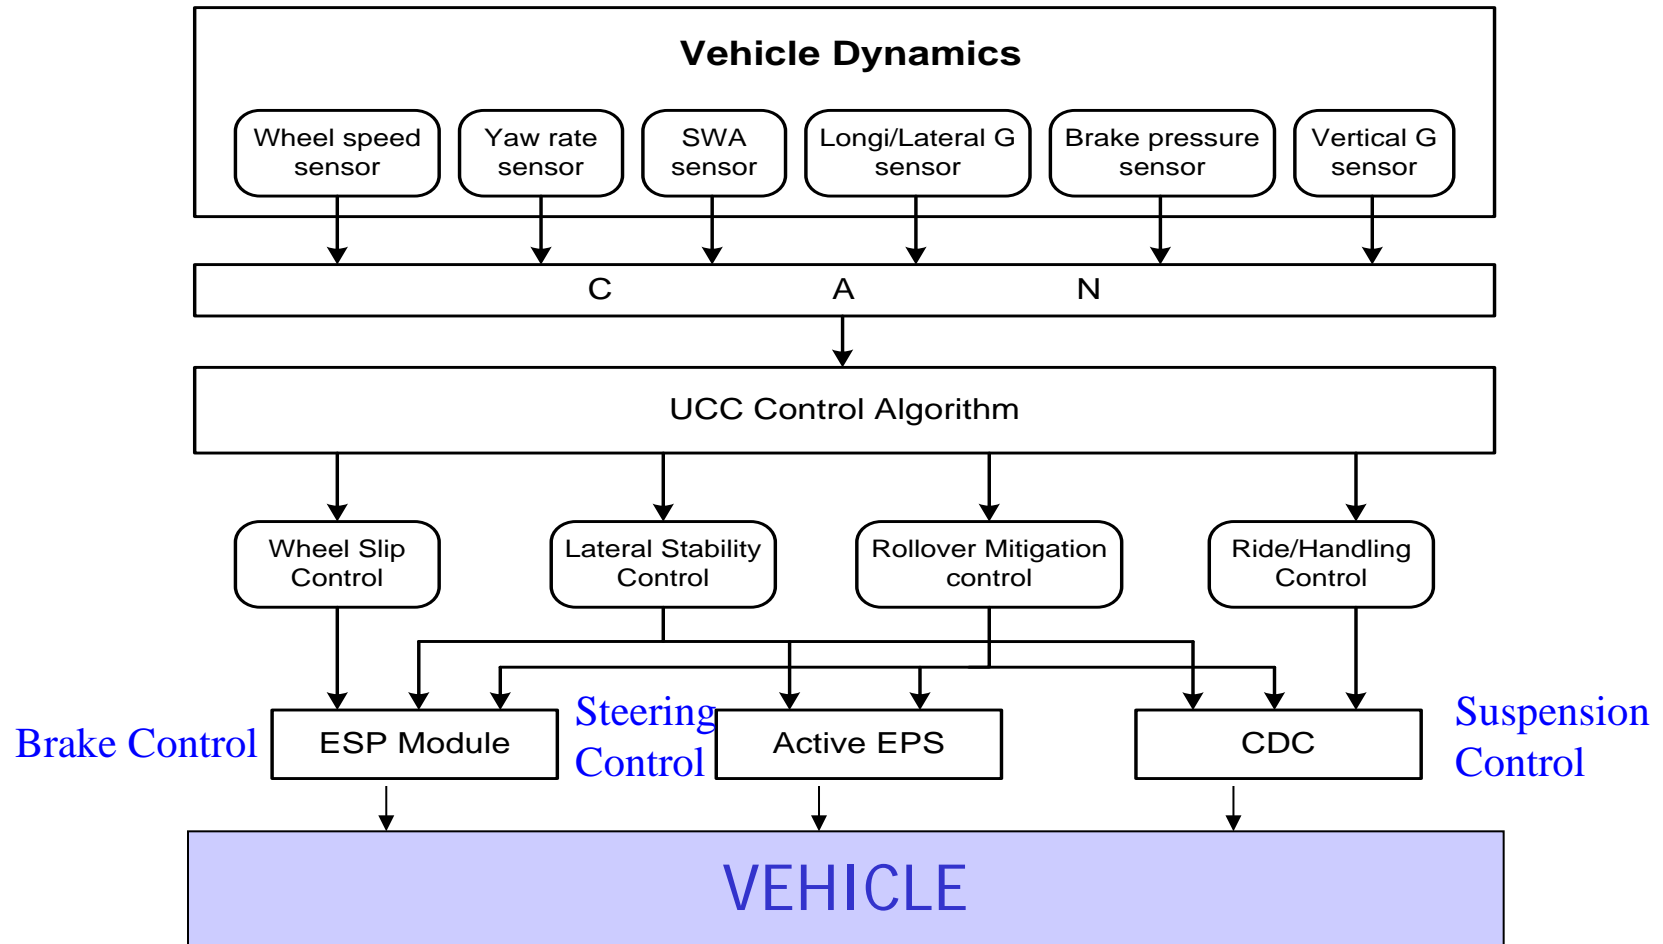 Vehicle Dynamics
Wheel speed
sensor
Yaw rate
sensor
SWA
sensor
Longi/Lateral G
sensor
Brake pressure
sensor
Vertical G
sensor
C A N
UCC Control Algorithm
Wheel Slip
Control
Lateral Stability
Control
Rollover Mitigation
control
Ride/Handling
Control
Brake Control
ESP Module
Steering
Control
Active EPS
CDC
Suspension
Control
VEHICLE